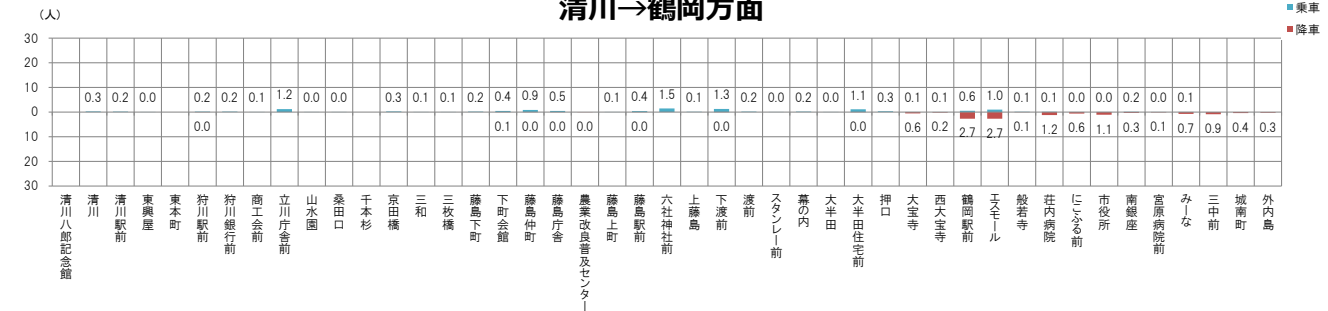 清川→鶴岡方面
（人）
乗車
降車
30
20
10
0
10
20
30
0.3 0.2 0.0 0.2 0.2 0.1 1.2 0.0 0.0 0.3 0.1 0.1 0.2 0.4 0.9 0.5 0.1 0.4 1.5 0.1 1.3 0.2 0.0 0.2 0.0 1.1 0.3 0.1 0.1 0.6 1.0 0.1 0.1 0.0 0.0 0.2 0.0 0.1
0.0 0.1 0.0 0.0 0.0 0.0 0.0 0.0 0.6 0.2 2.7 2.7 0.1 1.2 0.6 1.1 0.3 0.1 0.7 0.9 0.4 0.3
清川八郎記念館
清川
清川駅前
東興屋
東本町
狩川駅前
狩川銀行前
商工会前
立川庁舎前
山水園
桑田口
千本杉
京田橋
三和
三枚橋
藤島下町
下町会館
藤島仲町
藤島庁舎
農業改良普及センター
藤島上町
藤島駅前
六社神社前
上藤島
下渡前
渡前
スタンレー前
幕の内
大半田
大半田住宅前
押口
大宝寺
西大宝寺
鶴岡駅前
エスモール
般若寺
荘内病院
にこふる前
市役所
南銀座
宮原病院前
みーな
三中前
城南町
外内島